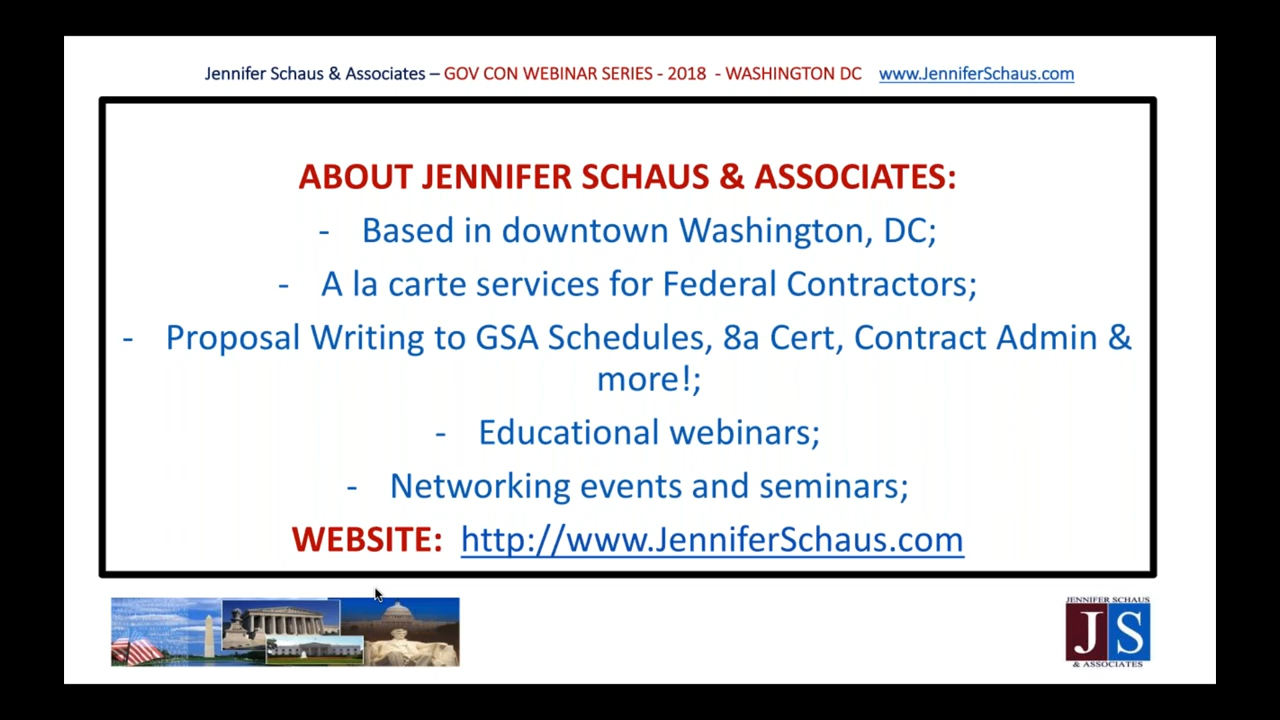 Jennifer Schaus & Associates – GOV CON WEBINAR SERIES - 2018 - WASHINGTON DC www.JenniferSchaus.com
ABOUT JENNIFER SCHAUS & ASSOCIATES:
- Based in downtown Washington, DC;
- A la carte services for Federal Contractors;
- Proposal Writing to GSA Schedules, 8a Cert, Contract Admin &
more!;
- Educational webinars;
- Networking events and seminars;
WEBSITE: http://www.JenniferSchaus.com
JENNIFER SCHAUS
J S
& ASSOCIATES